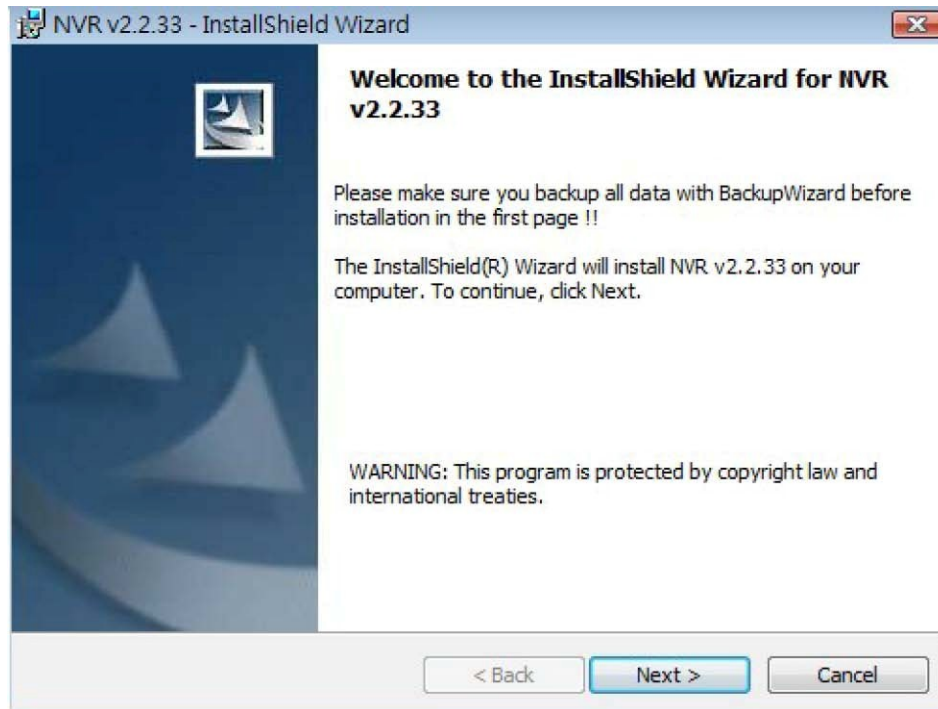 NVR v2.2.33 - InstallShield Wizard
Welcome to the InstallShield Wizard for NVR
v2.2.33
Please make sure you backup all data with BackupWizard before
installation in the first page !!
The InstallShield(R) Wizard will install NVR v2.2.33 on your
computer. To continue, click Next.
WARNING: This program is protected by copyright law and
international treaties.
< Back
Next >
Cancel